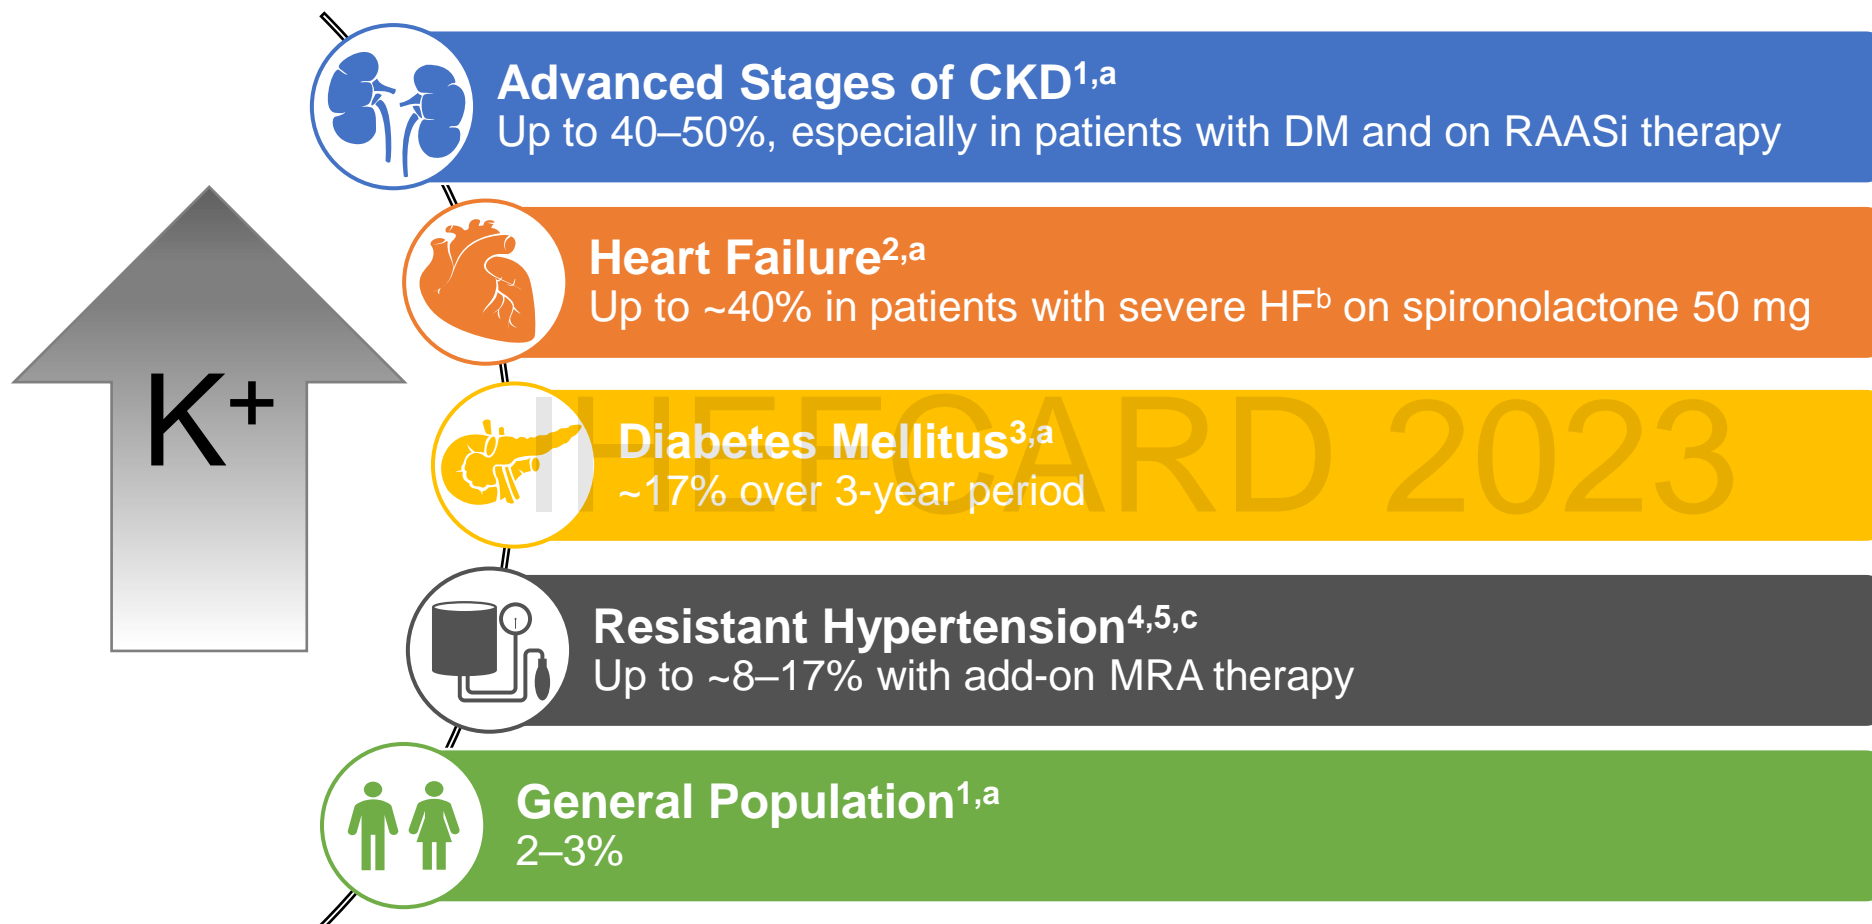 Advanced Stages of CKD1,a
Up to 40–50%, especially in patients with DM and on RAASi therapy
Heart Failure2,a
Up to ~40% in patients with severe HFb on spironolactone 50 mg
K+
IHEFCARD 2023
Diabetes Mellitus3,a
~17% over 3-year period
Resistant Hypertension4,5,c
Up to ~8–17% with add-on MRA therapy
General Population1,a
2–3%